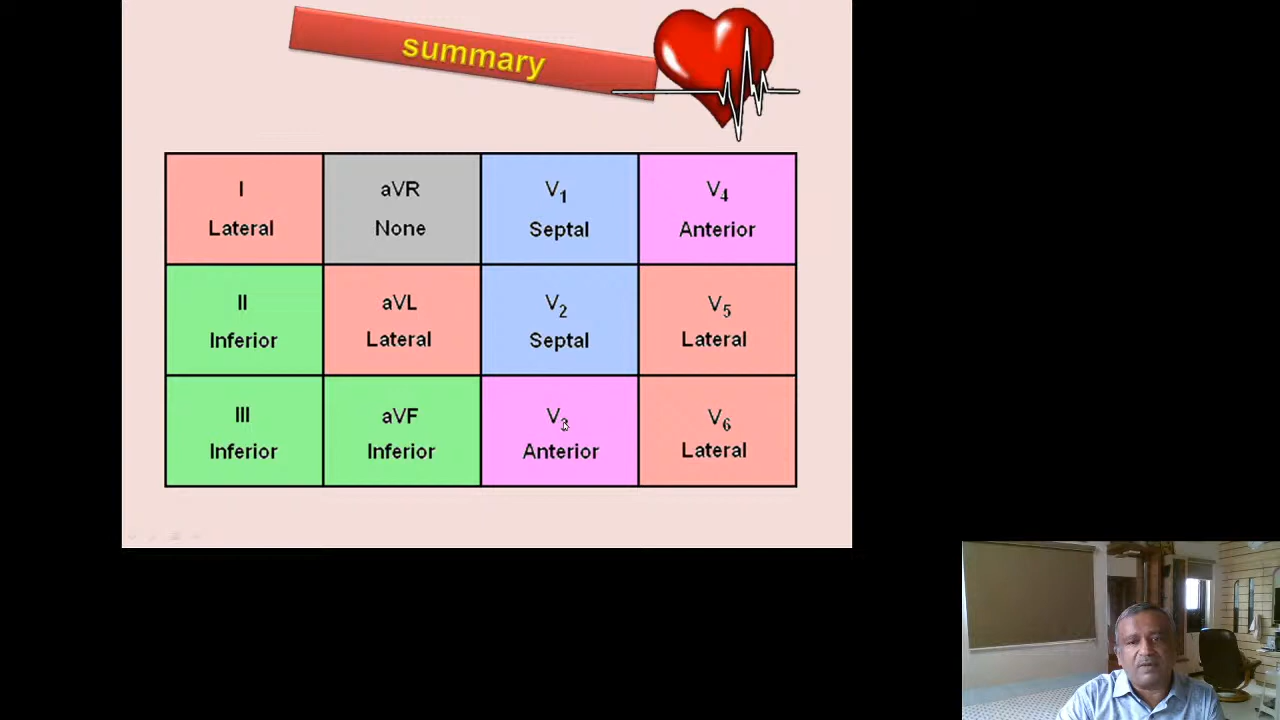 summary
I
Lateral
aVR
None
V1
Septal
V4
Anterior
II
Inferior
aVL
Lateral
V2
Septal
V5
Lateral
III
Inferior
aVF
Inferior
V3
Anterior
V6
Lateral